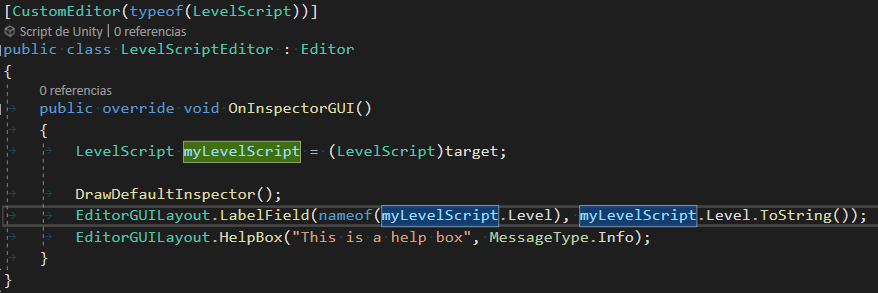 [CustomEditor(typeof(LevelScript))]
Script de Unity | 0 referencias
public class LevelScriptEditor : Editor
{
0 referencias
public override void OnInspectorGUI()
{
LevelScript myLevelScript = (LevelScript)target;
DrawDefaultInspector();
EditorGUILayout.LabelField(nameof(myLevelScript.Level), myLevelScript.Level.ToString());
EditorGUILayout.HelpBox("This is a help box", MessageType.Info);
}
}